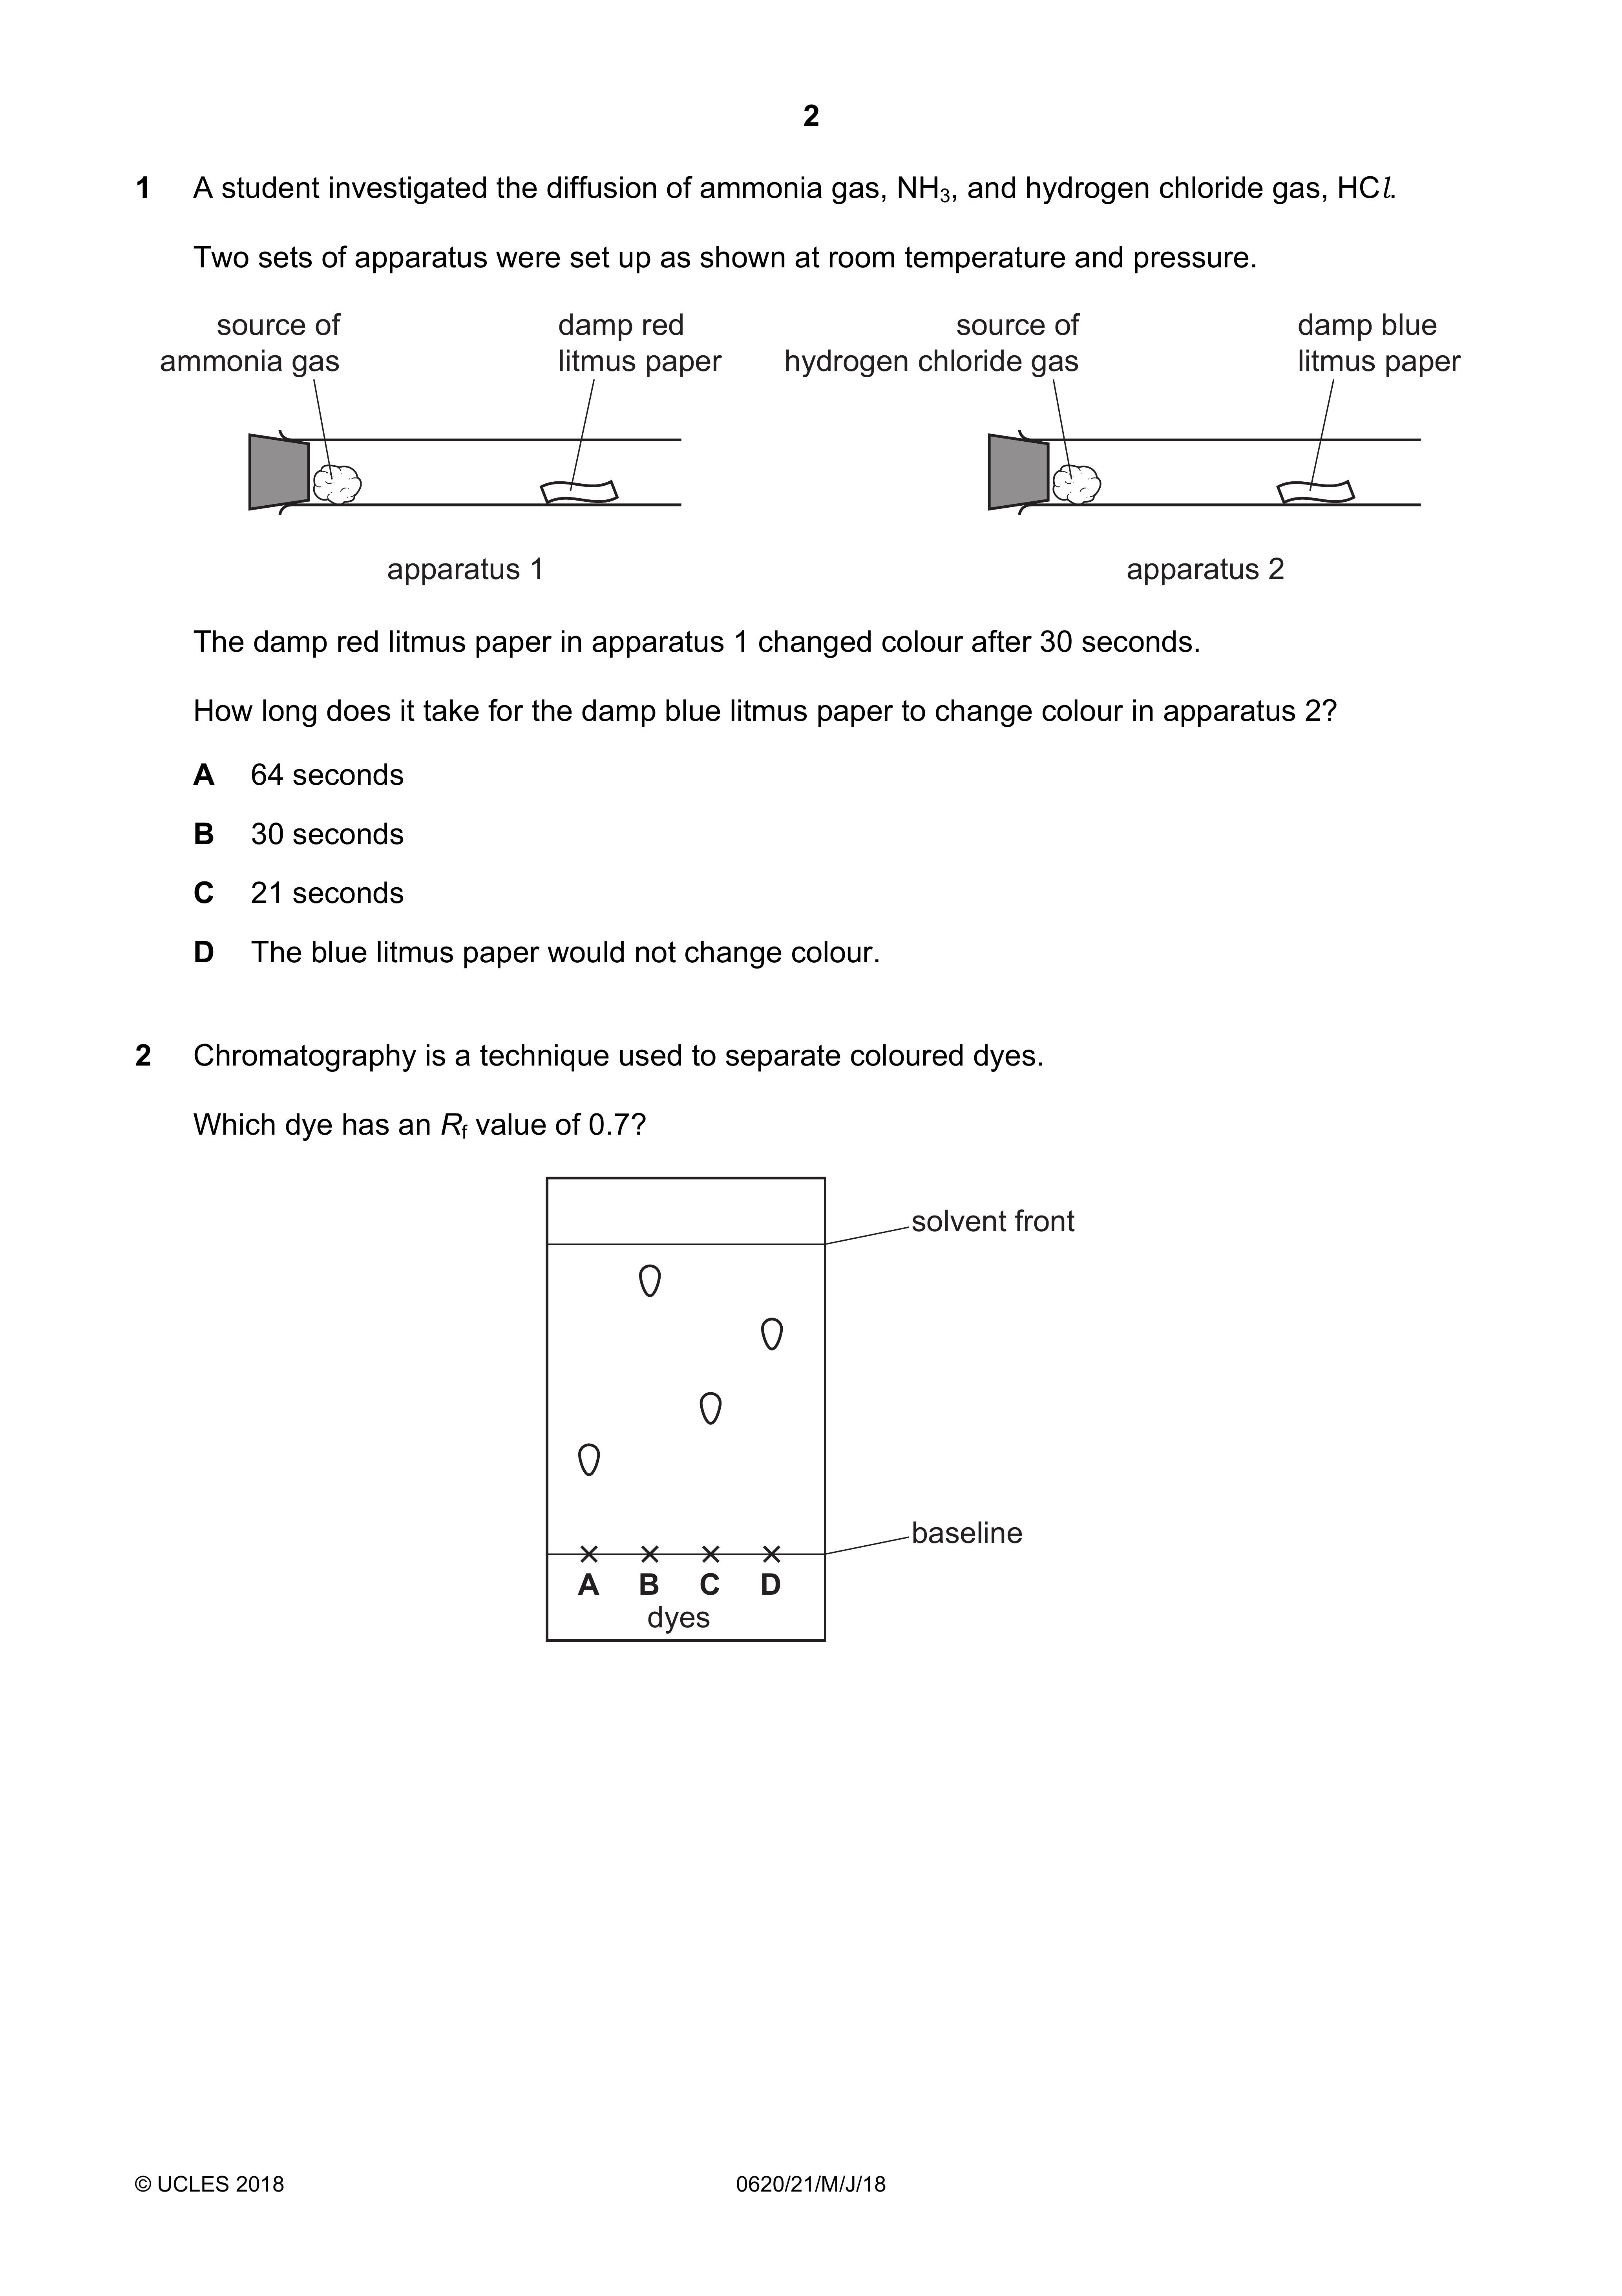 2
1 A student investigated the diffusion of ammonia gas, NH3, and hydrogen chloride gas, HCl.
Two sets of apparatus were set up as shown at room temperature and pressure.
source of
ammonia gas
damp red
litmus paper
source of
hydrogen chloride gas
damp blue
litmus paper
apparatus 1
apparatus 2
The damp red litmus paper in apparatus 1 changed colour after 30 seconds.
How long does it take for the damp blue litmus paper to change colour in apparatus 2?
A 64 seconds
B 30 seconds
C 21 seconds
D The blue litmus paper would not change colour.
2 Chromatography is a technique used to separate coloured dyes.
Which dye has an Rf value of 0.7?
solvent front
baseline
A B C D
dyes
© UCLES 2018
0620/21/M/J/18